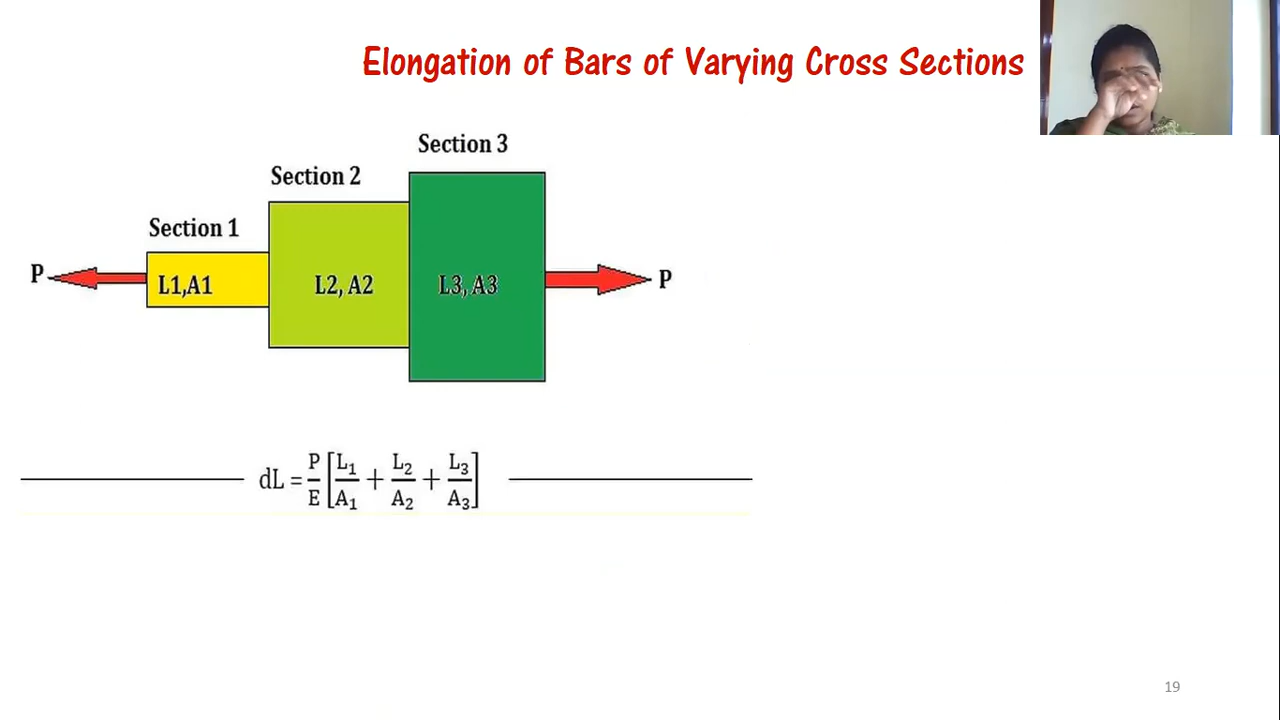 Elongation of Bars of Varying Cross Sections
Section 3
Section 2
Section 1
P
L1,A1
L2, A2
L3, A3
P
dL = P/E [L₁/A₁ + L₂/A₂ + L₃/A₃]
19